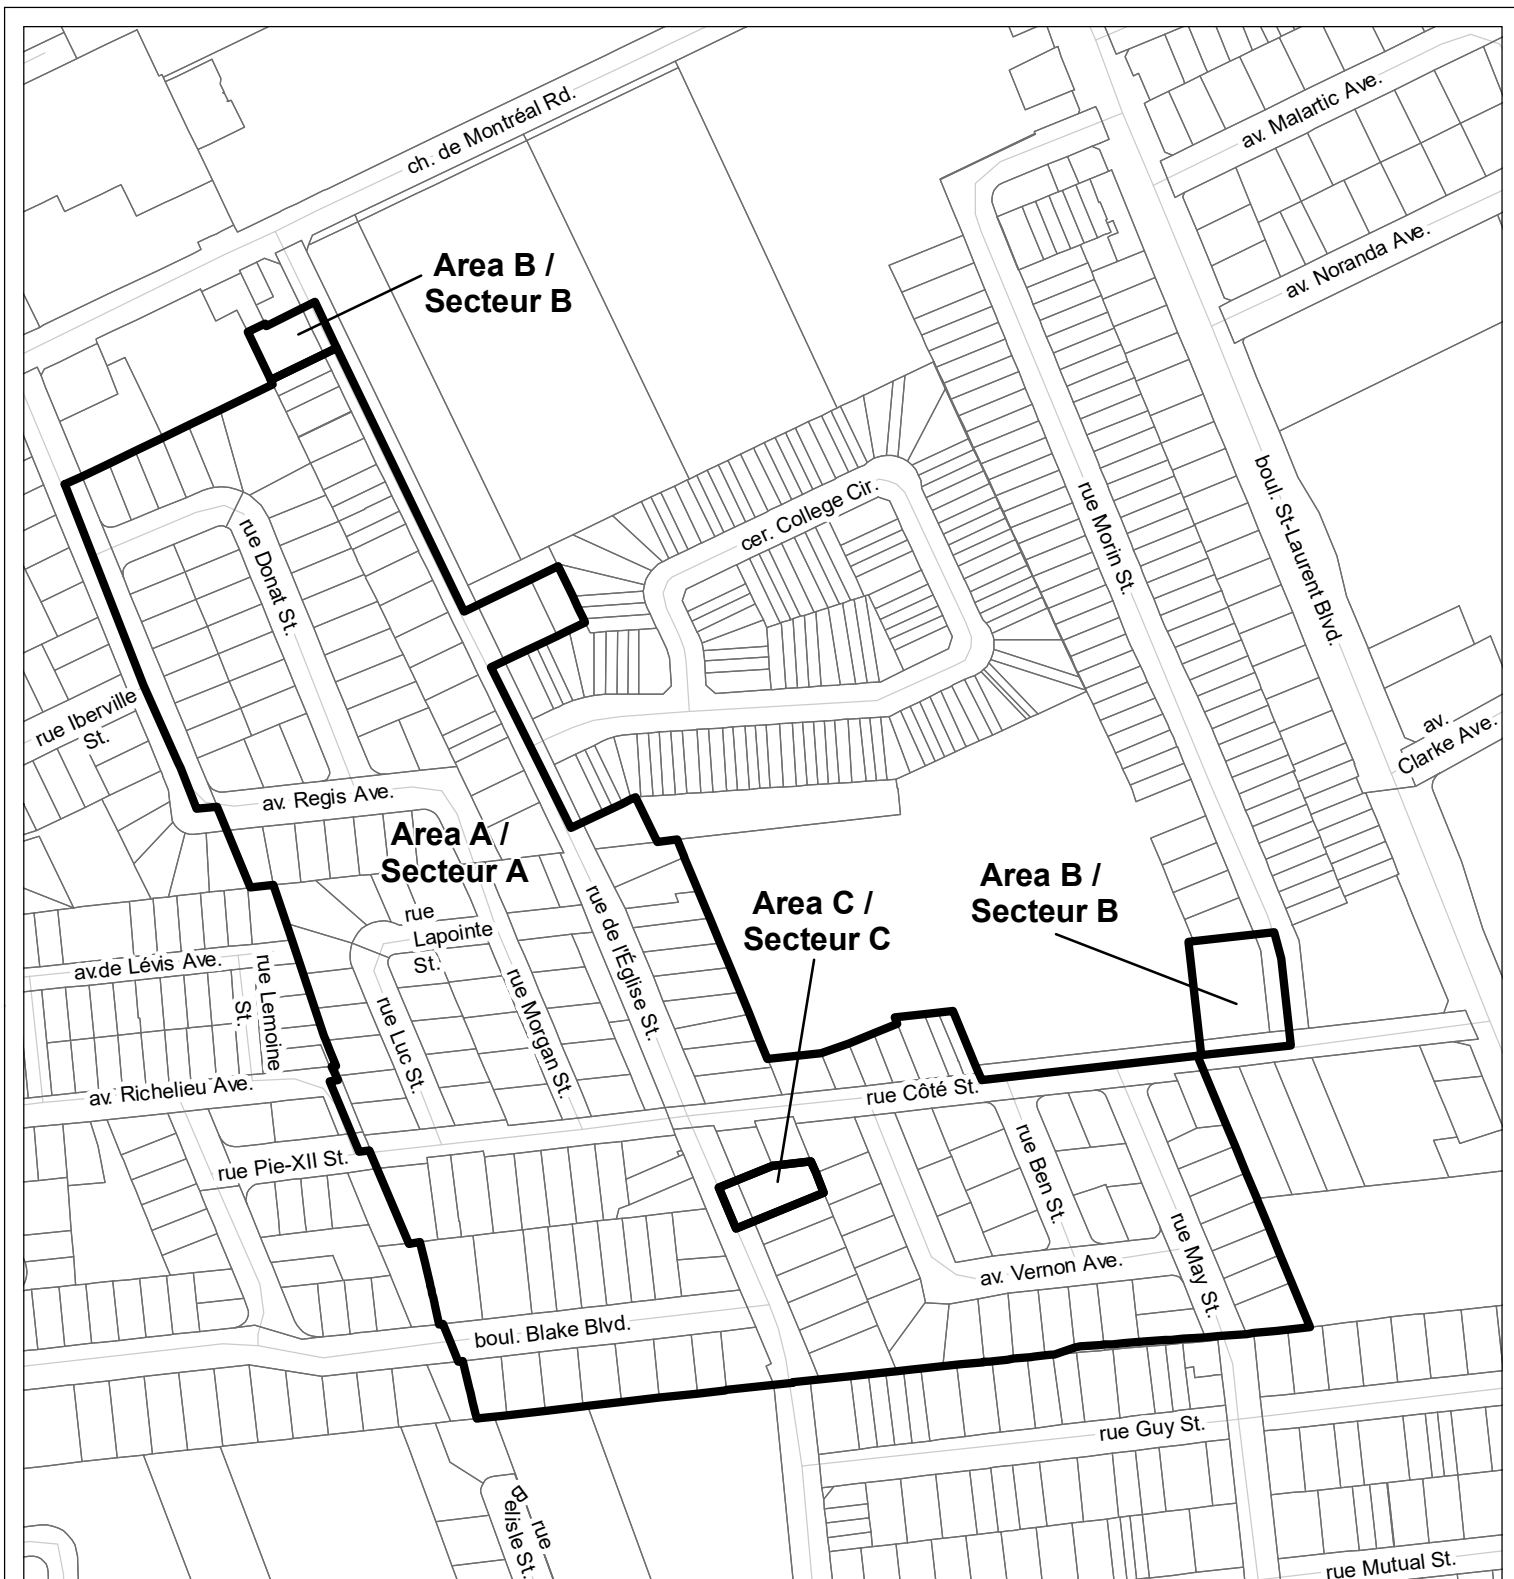 ch. de Montréal Rd.
av. Malartic Ave.
av. Noranda Ave.
Area B /
Secteur B
rue Donat St.
cer. College Cir.
rue Morin St.
boul. St-Laurent Blvd.
rue Iberville
St.
av.
Clarke Ave.
av. Regis Ave.
Area A /
Secteur A
Area C /
Secteur C
Area B /
Secteur B
rue
Lapointe
St.
rue de l'Église St.
av.de Lévis Ave.
rue Lemoine
St.
rue Luc St.
rue Morgan St.
av. Richelieu Ave.
rue Côté St.
rue Pie-XII St.
rue Ben St.
rue May St.
av. Vernon Ave.
boul. Blake Blvd.
rue Guy St.
rue
Belisle St.
rue Mutual St.